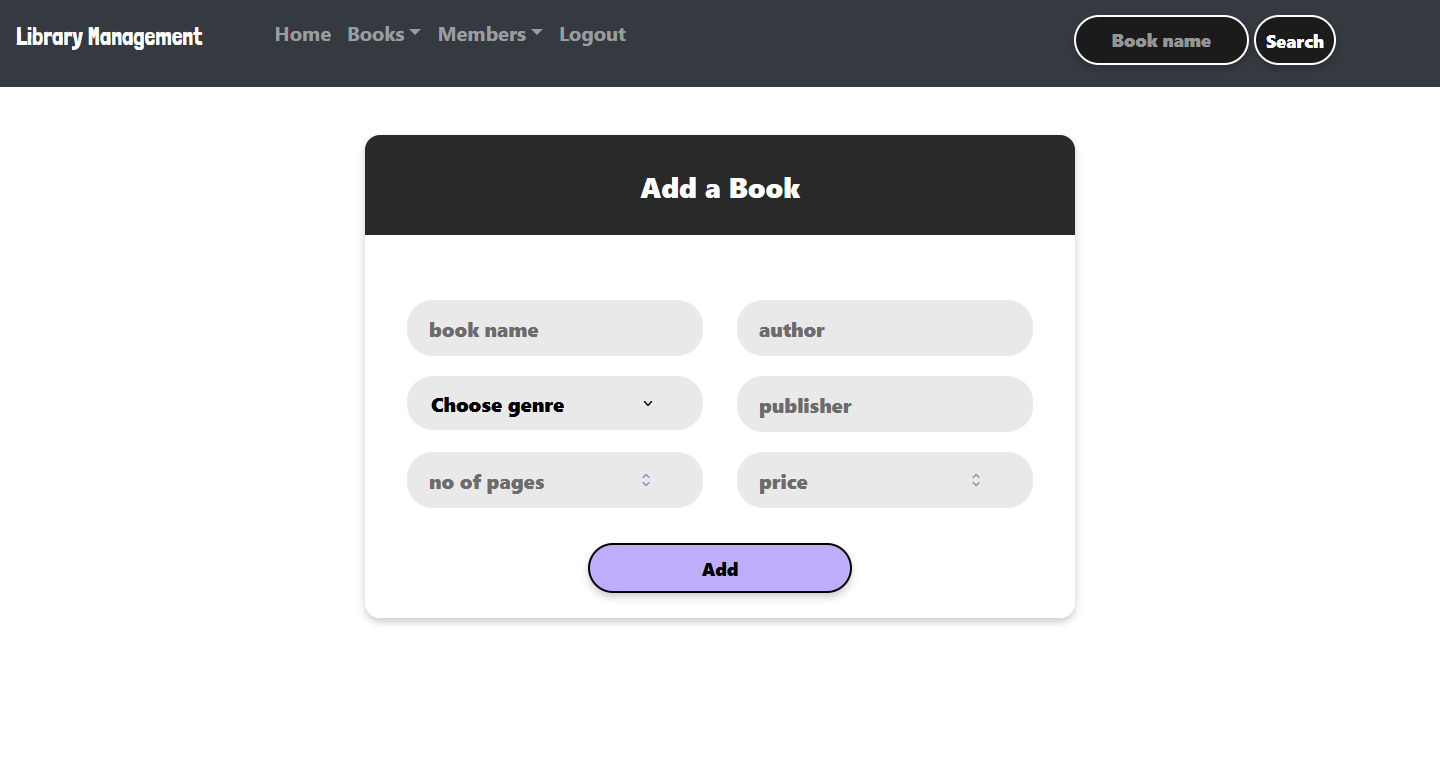 Library Management Home Books Members Logout Book name Search
Add a Book
book name author
Choose genre publisher
no of pages price
Add